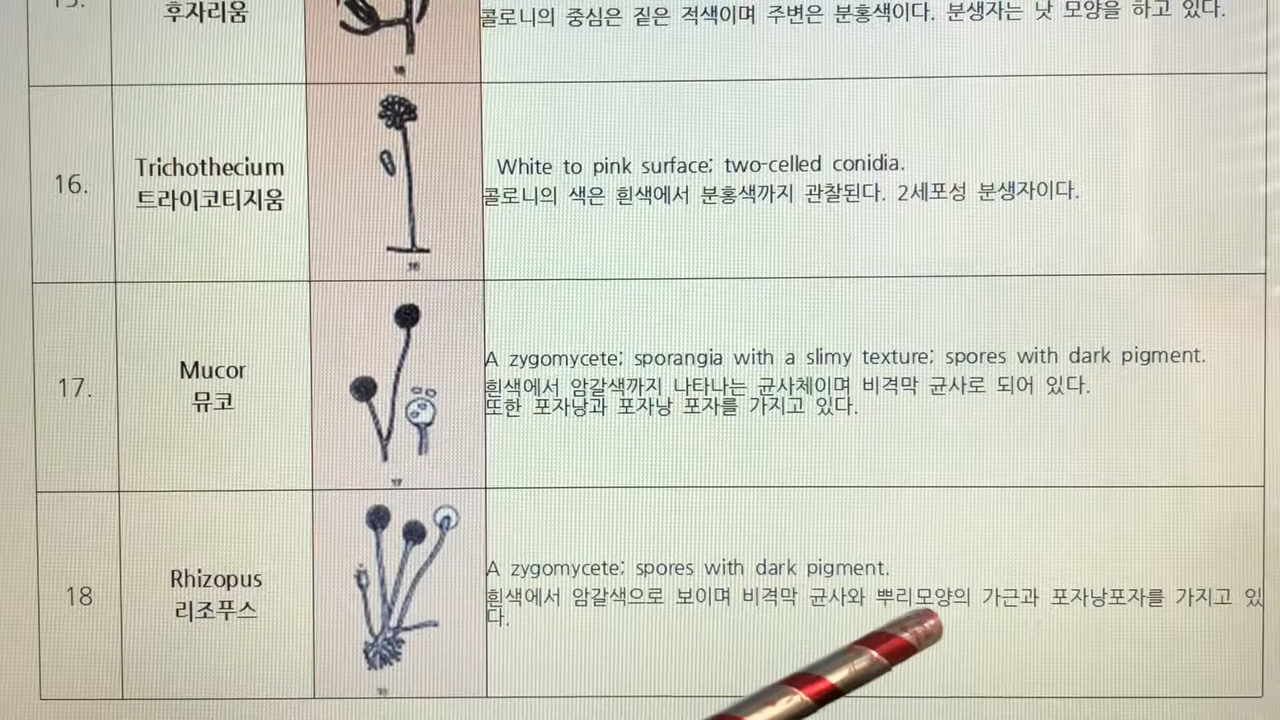 후자리움
콜로니의 중심은 짙은 적색이며 주변은 분홍색이다. 분생자는 낫 모양을 하고 있다.
16.
Trichothecium
트라이코티지움
White to pink surface; two-celled conidia.
콜로니의 색은 흰색에서 분홍색까지 관찰된다. 2세포성 분생자이다.
16
17.
Mucor
뮤코
A zygomycete; sporangia with a slimy texture; spores with dark pigment.
흰색에서 암갈색까지 나타나는 균사체이며 비격막 균사로 되어 있다.
또한 포자낭과 포자낭 포자를 가지고 있다.
17
18
Rhizopus
리조푸스
A zygomycete; spores with dark pigment.
흰색에서 암갈색으로 보이며 비격막 균사와 뿌리모양의 가근과 포자낭포자를 가지고 있
다.